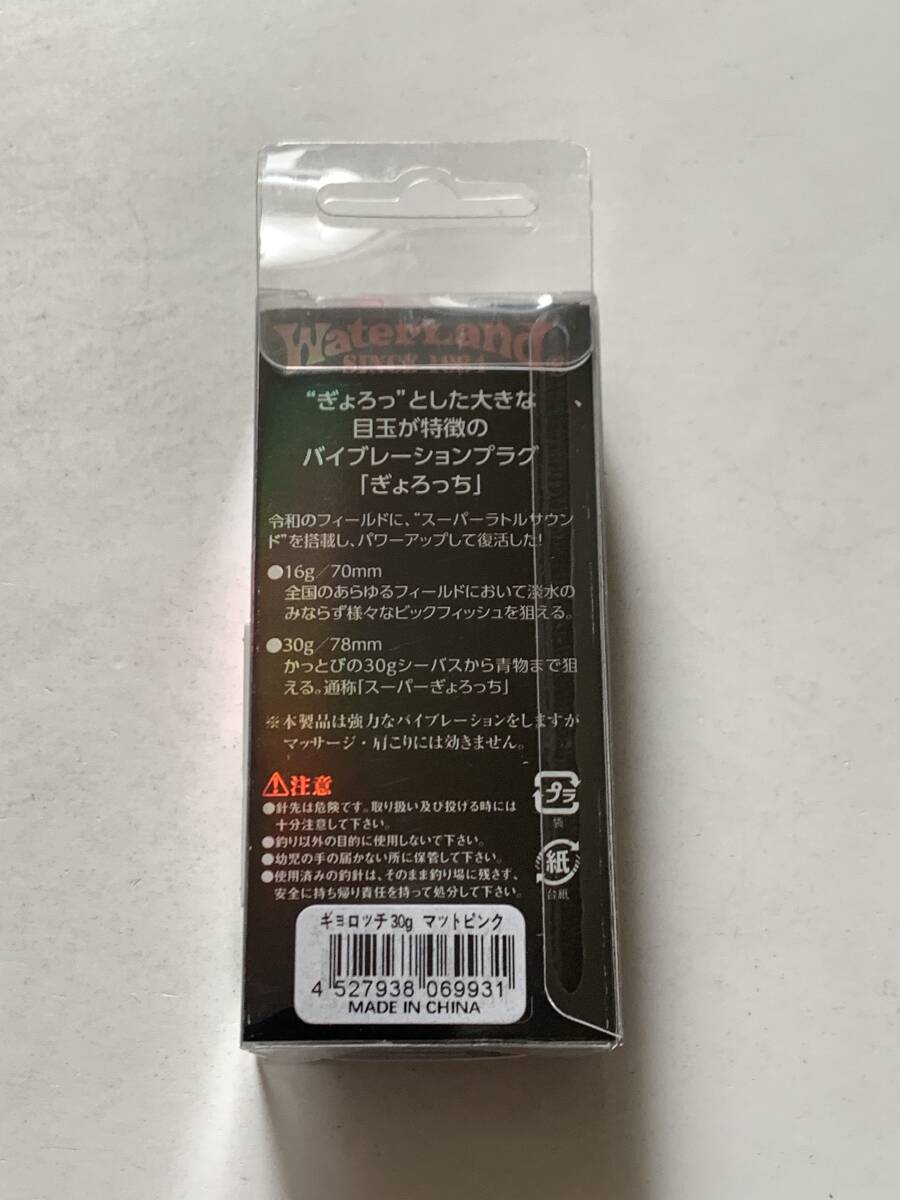 WaterLand
SINCE 1984
“ぎょろっ”とした大きな
目玉が特徴の
バイブレーションプラグ
「ぎょろっち」
令和のフィールドに、“スーパーラトルサウン
ド”を搭載し、パワーアップして復活した!
●16g/70mm
全国のあらゆるフィールドにおいて淡水の
みならず様々なビックフィッシュを狙える。
●30g/78mm
かっとびの30gシーバスから青物まで狙
える。通称「スーパーぎょろっち」
※本製品は強力なバイブレーションをしますが
マッサージ・肩こりには効きません。
⚠注意
●針先は危険です。取り扱い及び投げる時には
十分注意して下さい。
●釣り以外の目的に使用しないで下さい。
●幼児の手の届かない所に保管して下さい。
●使用済みの釣針は、そのまま釣り場に残さず、
安全に持ち帰り責任を持って処分して下さい。
プラ
袋
紙
台紙
ギョロッチ30g マットピンク
4 527938 069931
MADE IN CHINA